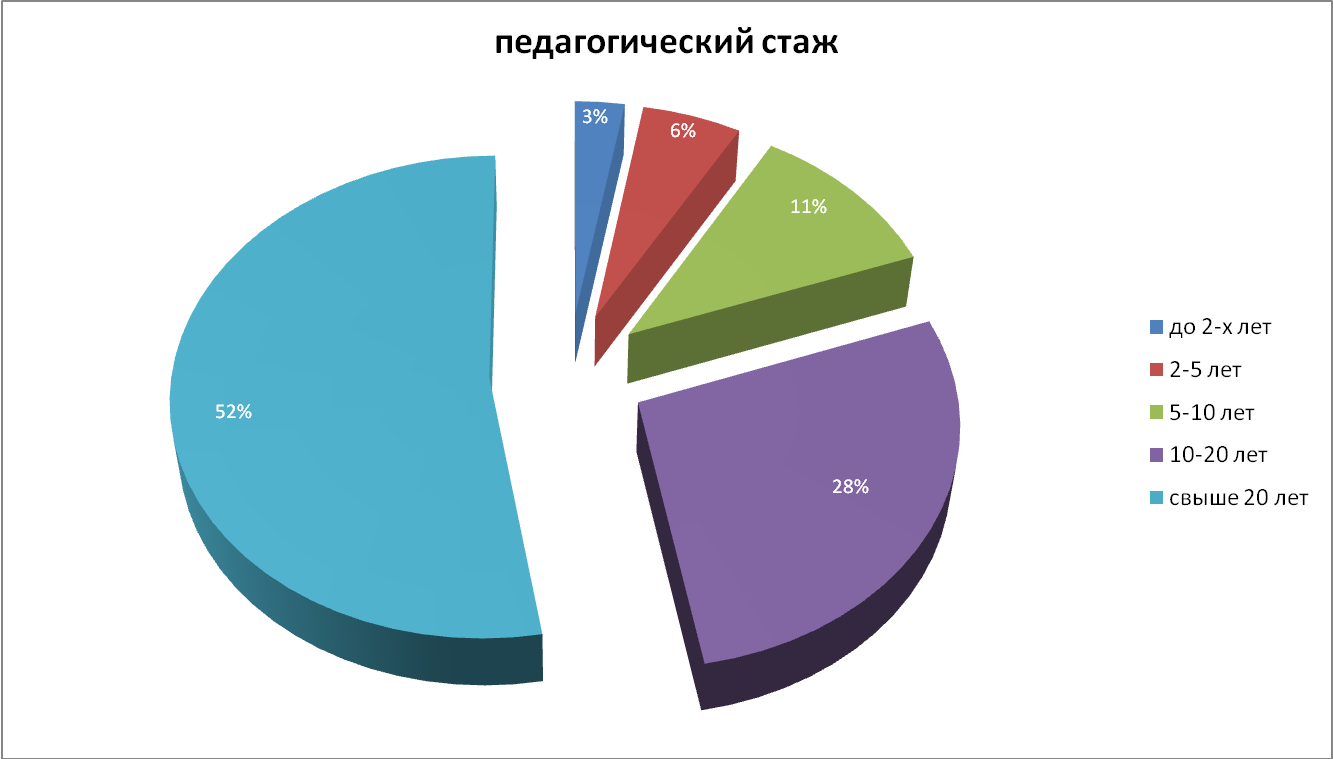 педагогический стаж
3%
6%
11%
28%
52%
до 2-х лет
2-5 лет
5-10 лет
10-20 лет
свыше 20 лет